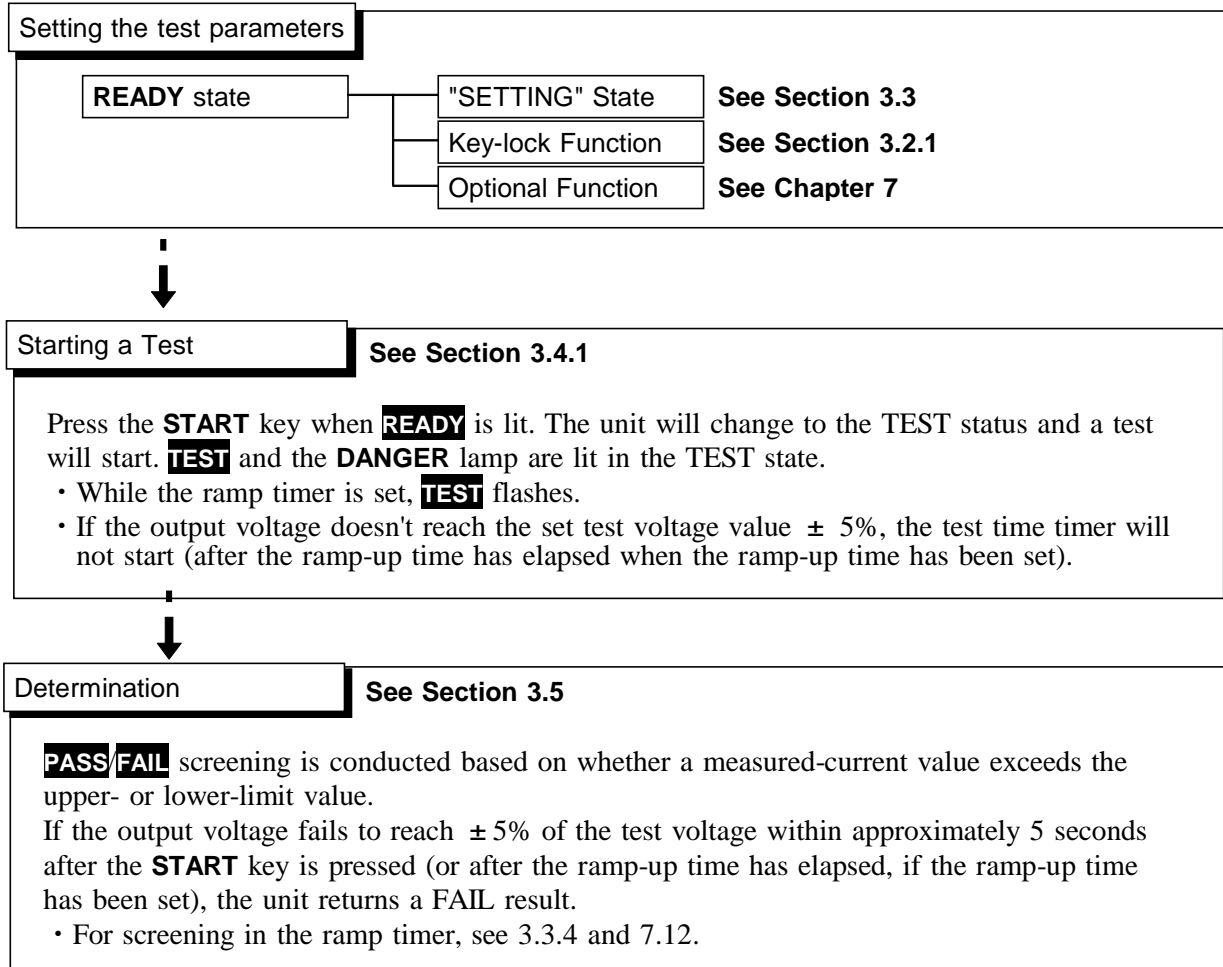 Setting the test parameters
READY state
"SETTING" State See Section 3.3
Key-lock Function See Section 3.2.1
Optional Function See Chapter 7
Starting a Test
See Section 3.4.1
Press the START key when READY is lit. The unit will change to the TEST status and a test
will start. TEST and the DANGER lamp are lit in the TEST state.
・While the ramp timer is set, TEST flashes.
・If the output voltage doesn't reach the set test voltage value ± 5%, the test time timer will
not start (after the ramp-up time has elapsed when the ramp-up time has been set).
Determination
See Section 3.5
PASS/FAIL screening is conducted based on whether a measured-current value exceeds the
upper- or lower-limit value.
If the output voltage fails to reach ±5% of the test voltage within approximately 5 seconds
after the START key is pressed (or after the ramp-up time has elapsed, if the ramp-up time
has been set), the unit returns a FAIL result.
・For screening in the ramp timer, see 3.3.4 and 7.12.